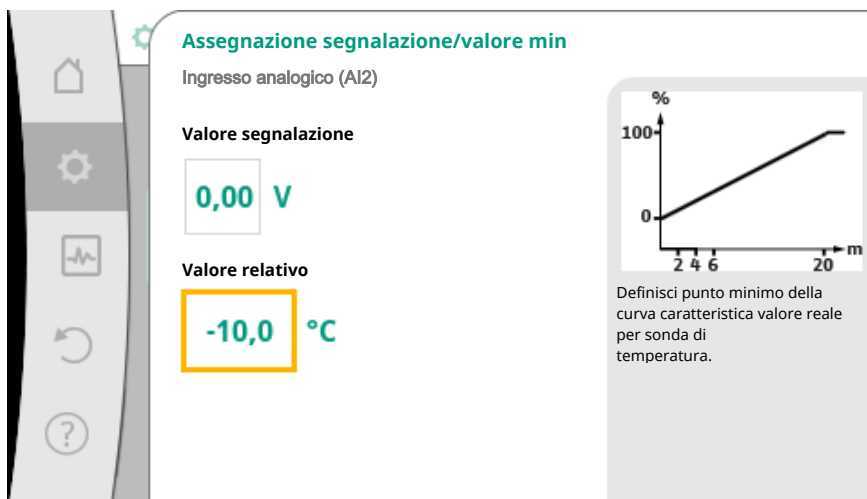 Assegnazione segnalazione/valore min
Ingresso analogico (AI2)
Valore segnalazione
0,00 V
Valore relativo
-10,0 °C
%
100
0
2 4 6 20
m
Definisci punto minimo della
curva caratteristica valore reale
per sonda di
temperatura.
?